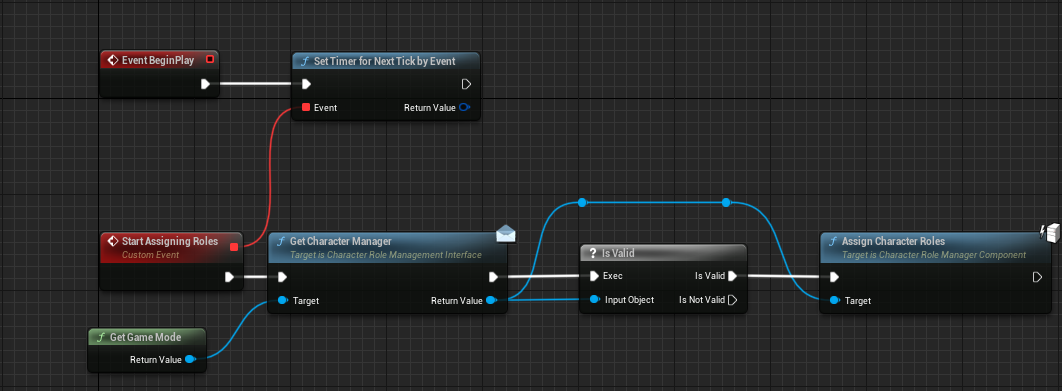 Event BeginPlay
f Set Timer for Next Tick by Event
Event
Return Value
Start Assigning Roles
Custom Event
f Get Character Manager
Target is Character Role Management Interface
Target
Return Value
? Is Valid
Exec
Is Valid
Input Object
Is Not Valid
f Assign Character Roles
Target is Character Role Manager Component
Target
f Get Game Mode
Return Value